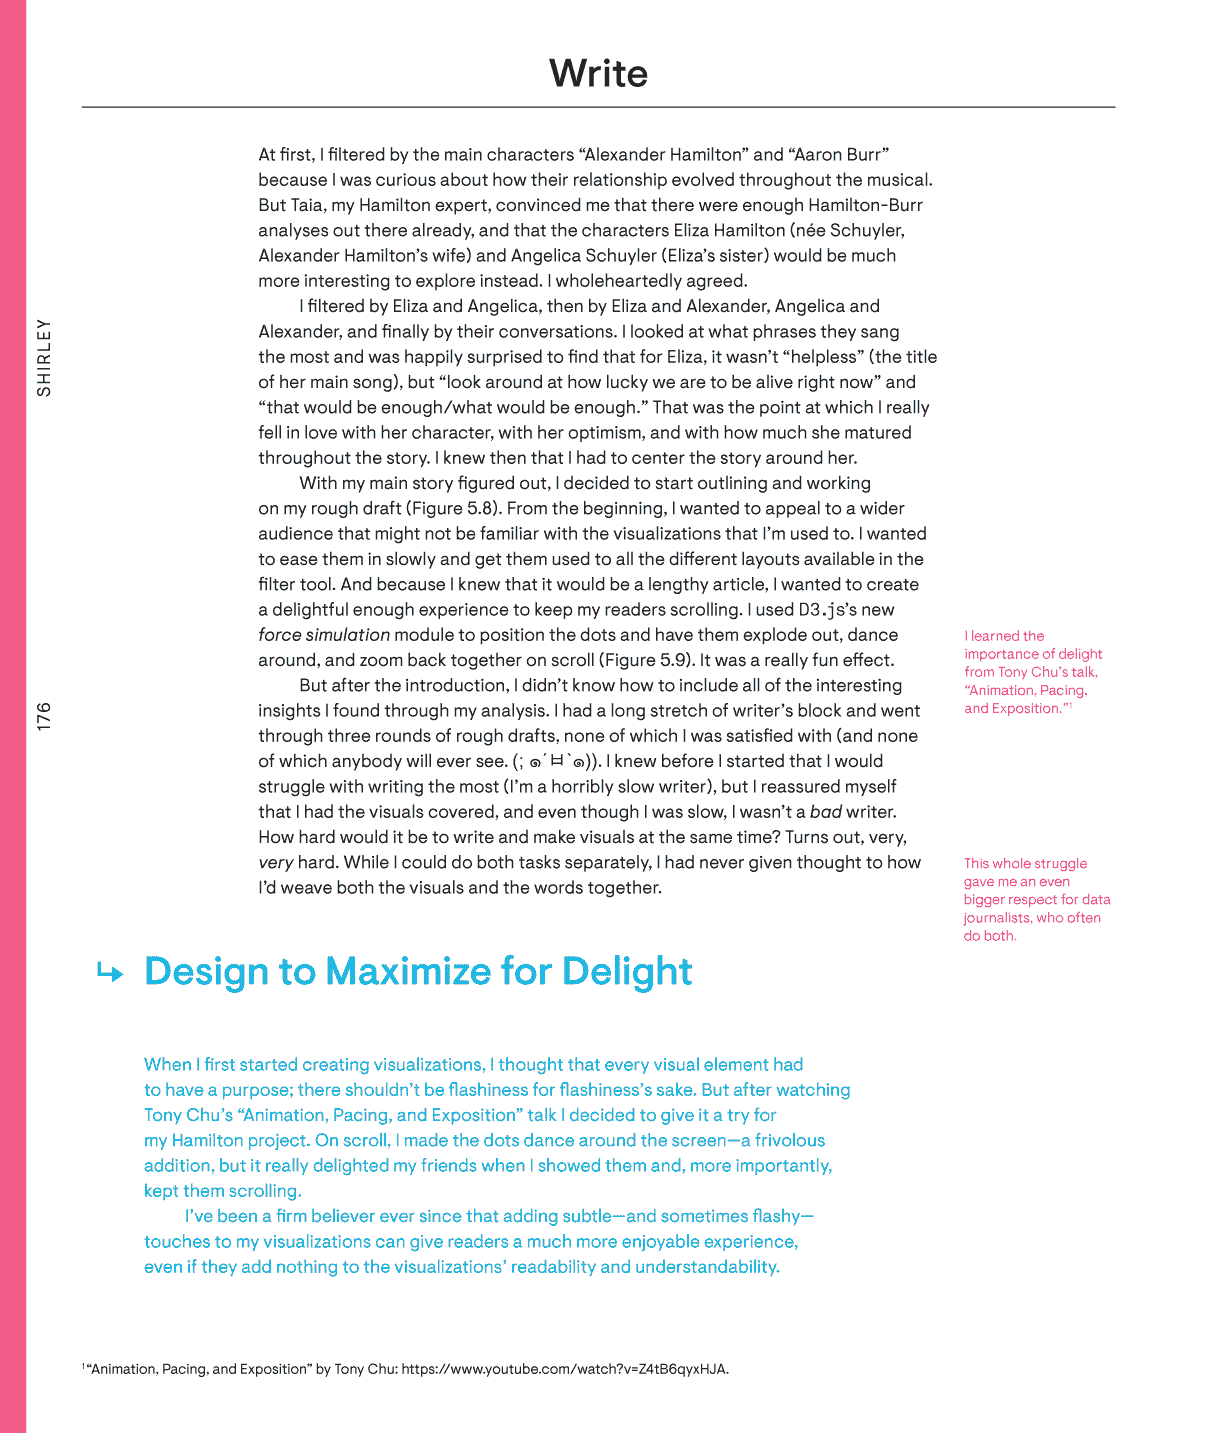 Write
At first, I filtered by the main characters “Alexander Hamilton” and “Aaron Burr”
because I was curious about how their relationship evolved throughout the musical.
But Taia, my Hamilton expert, convinced me that there were enough Hamilton-Burr
analyses out there already, and that the characters Eliza Hamilton (née Schuyler,
Alexander Hamilton’s wife) and Angelica Schuyler (Eliza’s sister) would be much
more interesting to explore instead. I wholeheartedly agreed.
I filtered by Eliza and Angelica, then by Eliza and Alexander, Angelica and
Alexander, and finally by their conversations. I looked at what phrases they sang
the most and was happily surprised to find that for Eliza, it wasn’t “helpless” (the title
of her main song), but “look around at how lucky we are to be alive right now” and
“that would be enough/what would be enough.” That was the point at which I really
fell in love with her character, with her optimism, and with how much she matured
throughout the story. I knew then that I had to center the story around her.
With my main story figured out, I decided to start outlining and working
on my rough draft (Figure 5.8). From the beginning, I wanted to appeal to a wider
audience that might not be familiar with the visualizations that I’m used to. I wanted
to ease them in slowly and get them used to all the different layouts available in the
filter tool. And because I knew that it would be a lengthy article, I wanted to create
a delightful enough experience to keep my readers scrolling. I used D3.js’s new
force simulation module to position the dots and have them explode out, dance
around, and zoom back together on scroll (Figure 5.9). It was a really fun effect.
But after the introduction, I didn’t know how to include all of the interesting
insights I found through my analysis. I had a long stretch of writer’s block and went
through three rounds of rough drafts, none of which I was satisfied with (and none
of which anybody will ever see. (; ๑´ㅂ`๑)). I knew before I started that I would
struggle with writing the most (I’m a horribly slow writer), but I reassured myself
that I had the visuals covered, and even though I was slow, I wasn’t a bad writer.
How hard would it be to write and make visuals at the same time? Turns out, very,
very hard. While I could do both tasks separately, I had never given thought to how
I’d weave both the visuals and the words together.
I learned the
importance of delight
from Tony Chu’s talk,
“Animation, Pacing,
and Exposition.”¹
This whole struggle
gave me an even
bigger respect for data
journalists, who often
do both.
↳ Design to Maximize for Delight
When I first started creating visualizations, I thought that every visual element had
to have a purpose; there shouldn’t be flashiness for flashiness’s sake. But after watching
Tony Chu’s “Animation, Pacing, and Exposition” talk I decided to give it a try for
my Hamilton project. On scroll, I made the dots dance around the screen—a frivolous
addition, but it really delighted my friends when I showed them and, more importantly,
kept them scrolling.
I’ve been a firm believer ever since that adding subtle—and sometimes flashy—
touches to my visualizations can give readers a much more enjoyable experience,
even if they add nothing to the visualizations’ readability and understandability.
¹ “Animation, Pacing, and Exposition” by Tony Chu: https://www.youtube.com/watch?v=Z4tB6qyxHJA.
SHIRLEY
176